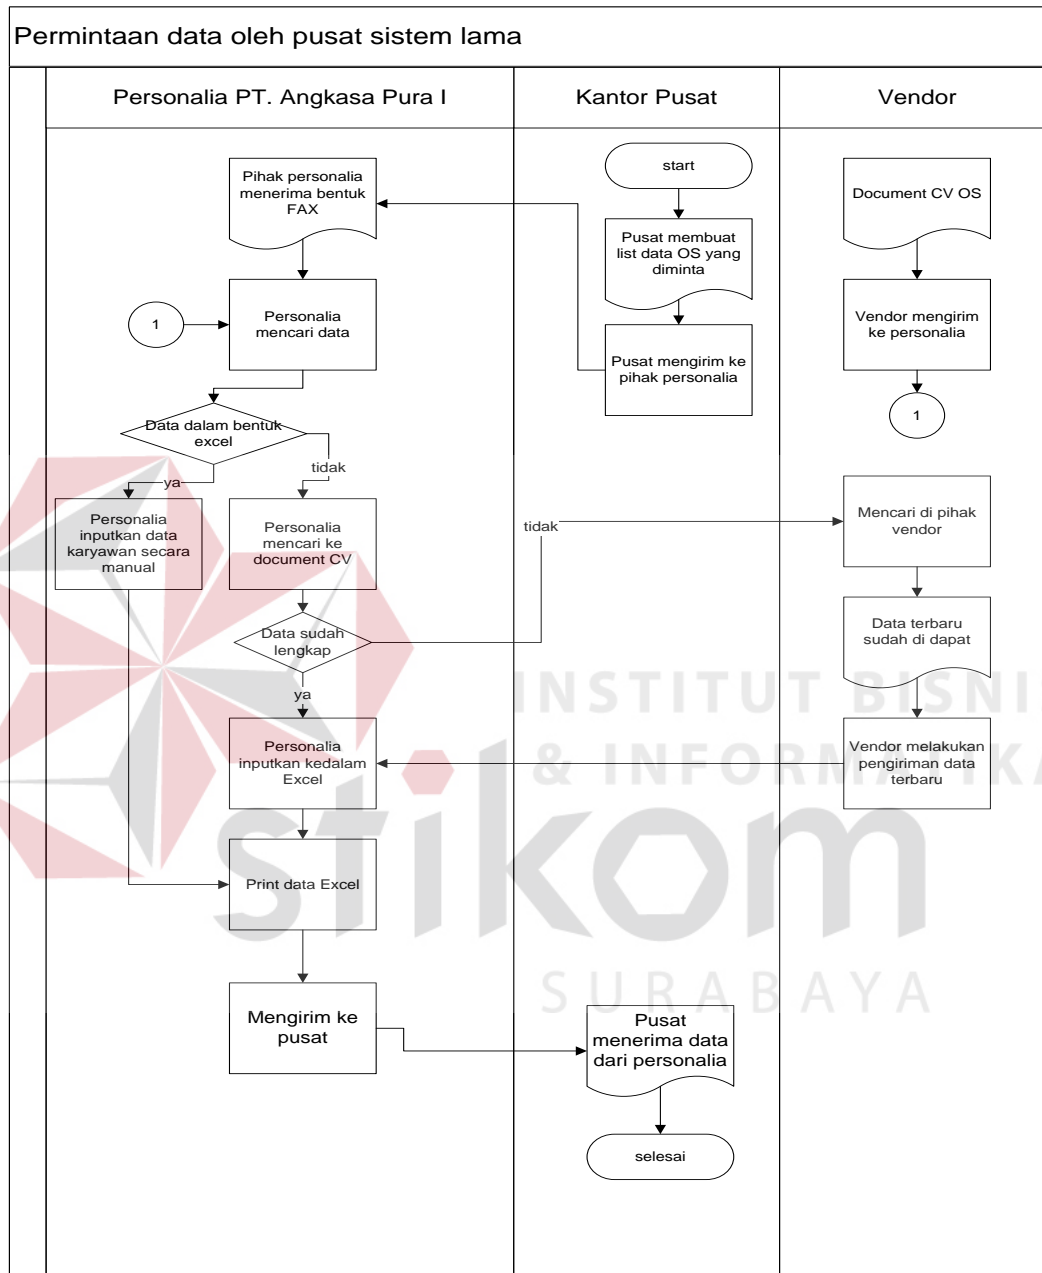 Permintaan data oleh pusat sistem lama
Personalia PT. Angkasa Pura I
Kantor Pusat
Vendor
Pihak personalia
menerima bentuk
FAX
start
Document CV OS
Pusat membuat
list data OS yang
diminta
1
Personalia
mencari data
Pusat mengirim ke
pihak personalia
Vendor mengirim
ke personalia
1
Data dalam bentuk
excel
tidak
ya
Personalia
inputkan data
karyawan secara
manual
Personalia
mencari ke
document CV
tidak
Mencari di pihak
vendor
Data sudah
lengkap
Data terbaru
sudah di dapat
ya
Personalia
inputkan kedalam
Excel
Vendor melakukan
pengiriman data
terbaru
Print data Excel
Mengirim ke
pusat
Pusat
menerima data
dari personalia
selesai
INSTITUT BISNIS
& INFORMATIKA
stikom
SURABAYA